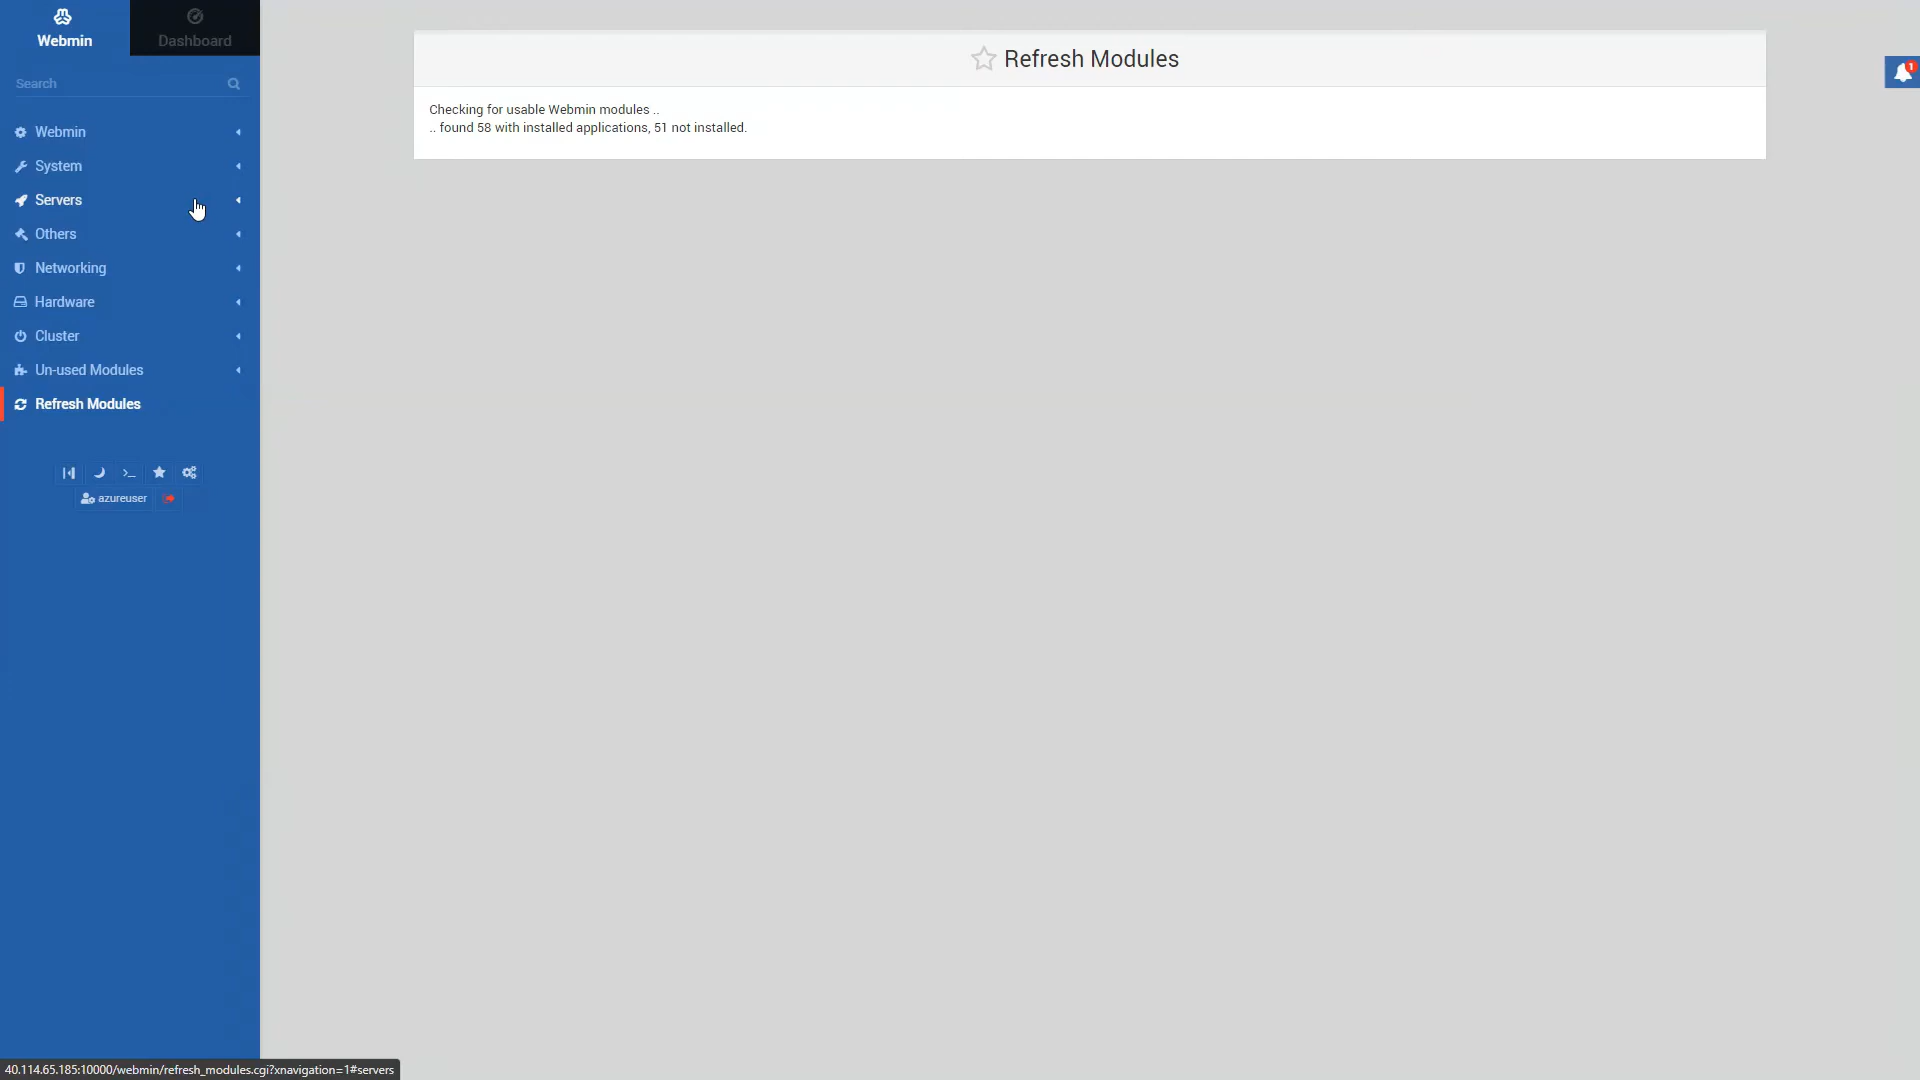 Webmin
Dashboard
Search
Webmin
System
Servers
Others
Networking
Hardware
Cluster
Un-used Modules
Refresh Modules
azureuser
Refresh Modules
Checking for usable Webmin modules ..
.. found 58 with installed applications, 51 not installed.
1
40.114.65.185:10000/webmin/refresh_modules.cgi?xnavigation=1#servers